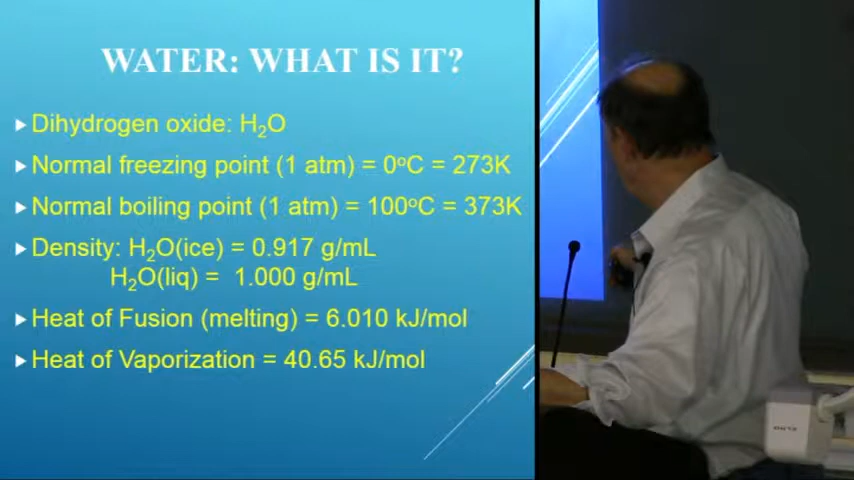 WATER: WHAT IS IT?
Dihydrogen oxide: H₂O
Normal freezing point (1 atm) = 0°C = 273K
Normal boiling point (1 atm) = 100°C = 373K
Density: H₂O(ice) = 0.917 g/mL
H₂O(liq) = 1.000 g/mL
Heat of Fusion (melting) = 6.010 kJ/mol
Heat of Vaporization = 40.65 kJ/mol